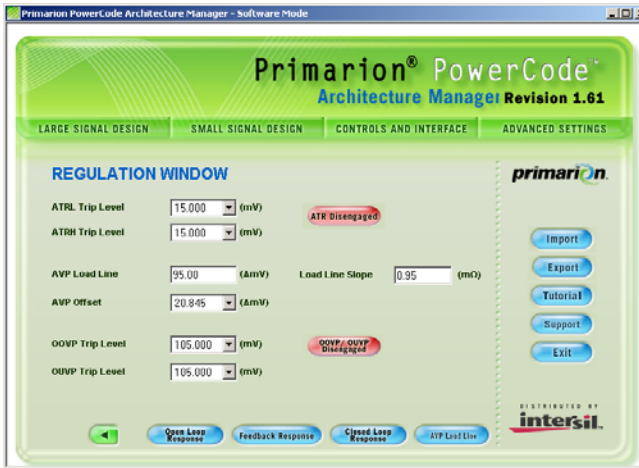 Primarion PowerCode Architecture Manager - Software Mode
Primarion® PowerCode™
Architecture Manager Revision 1.61
LARGE SIGNAL DESIGN SMALL SIGNAL DESIGN CONTROLS AND INTERFACE ADVANCED SETTINGS
REGULATION WINDOW
primarion.
ATRL Trip Level 15.000 (mV)
ATR Disengaged
ATRH Trip Level 15.000 (mV)
Import
AVP Load Line 95.00 (ΔmV) Load Line Slope 0.95 (mΩ)
Export
AVP Offset 20.845 (ΔmV)
Tutorial
Support
OOVP Trip Level 105.000 (mV)
OOVP/OUVP
Disengaged
Exit
OUVP Trip Level 105.000 (mV)
DISTRIBUTED BY
intersil™
Open Loop
Response
Feedback Response
Closed Loop
Response
AVP Load Line